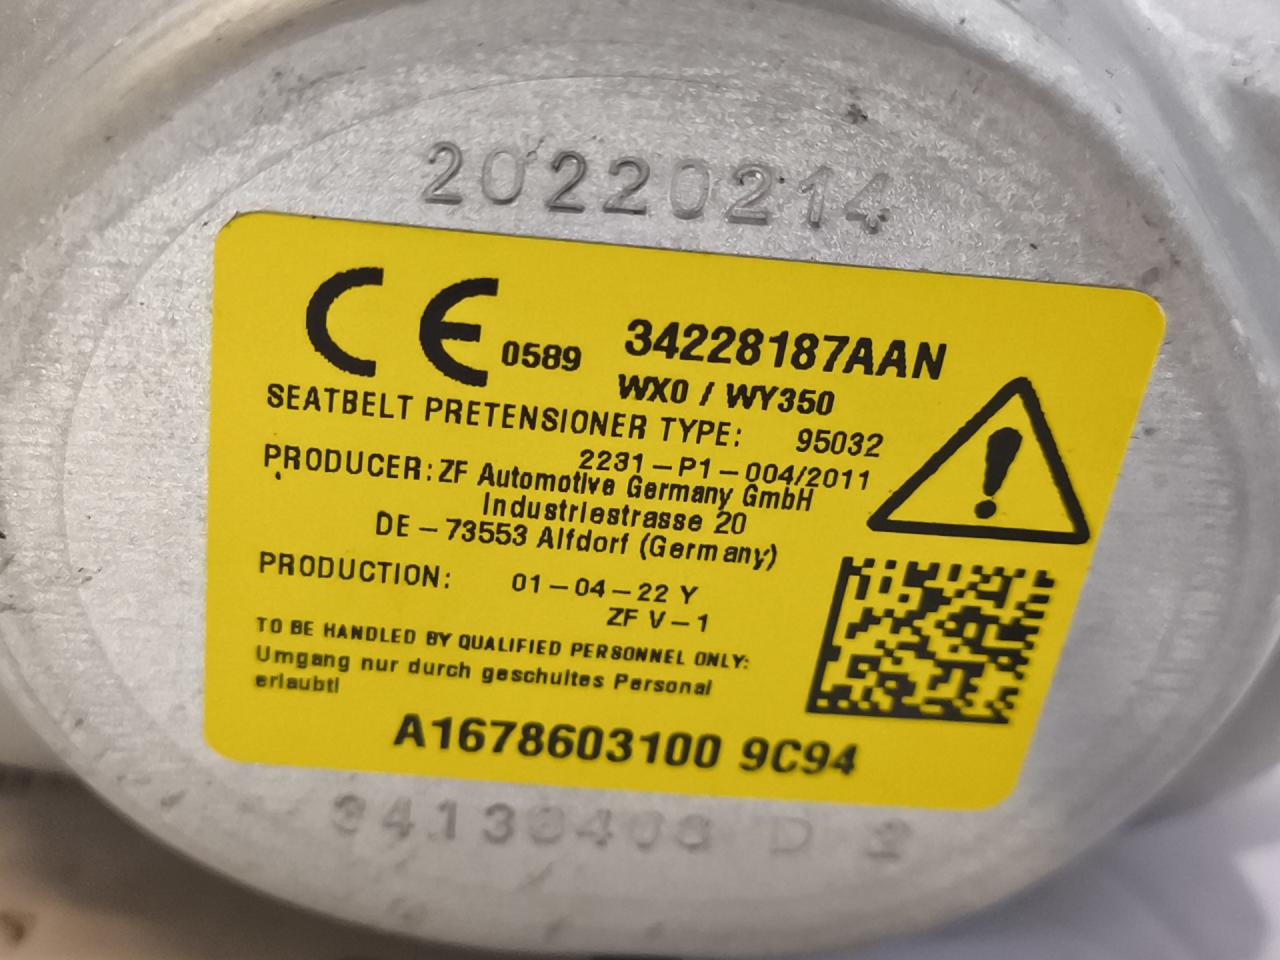 20220214
CE 0589 34228187AAN
WX0 / WY350
SEATBELT PRETENSIONER TYPE: 95032
2231-P1-004/2011
PRODUCER: ZF Automotive Germany GmbH
Industriestrasse 20
DE-73553 Alfdorf (Germany)
PRODUCTION: 01-04-22 Y
ZF V-1
TO BE HANDLED BY QUALIFIED PERSONNEL ONLY:
Umgang nur durch geschultes Personal
erlaubt!
A1678603100 9C94
D 2